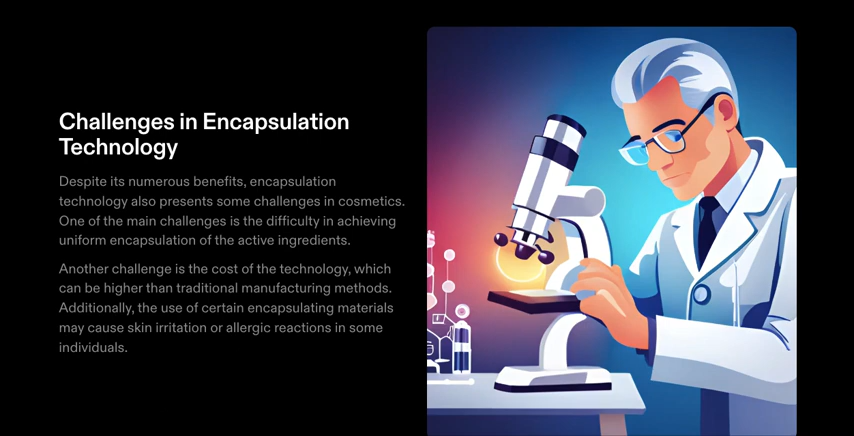 Challenges in Encapsulation
Technology
Despite its numerous benefits, encapsulation
technology also presents some challenges in cosmetics.
One of the main challenges is the difficulty in achieving
uniform encapsulation of the active ingredients.
Another challenge is the cost of the technology, which
can be higher than traditional manufacturing methods.
Additionally, the use of certain encapsulating materials
may cause skin irritation or allergic reactions in some
individuals.